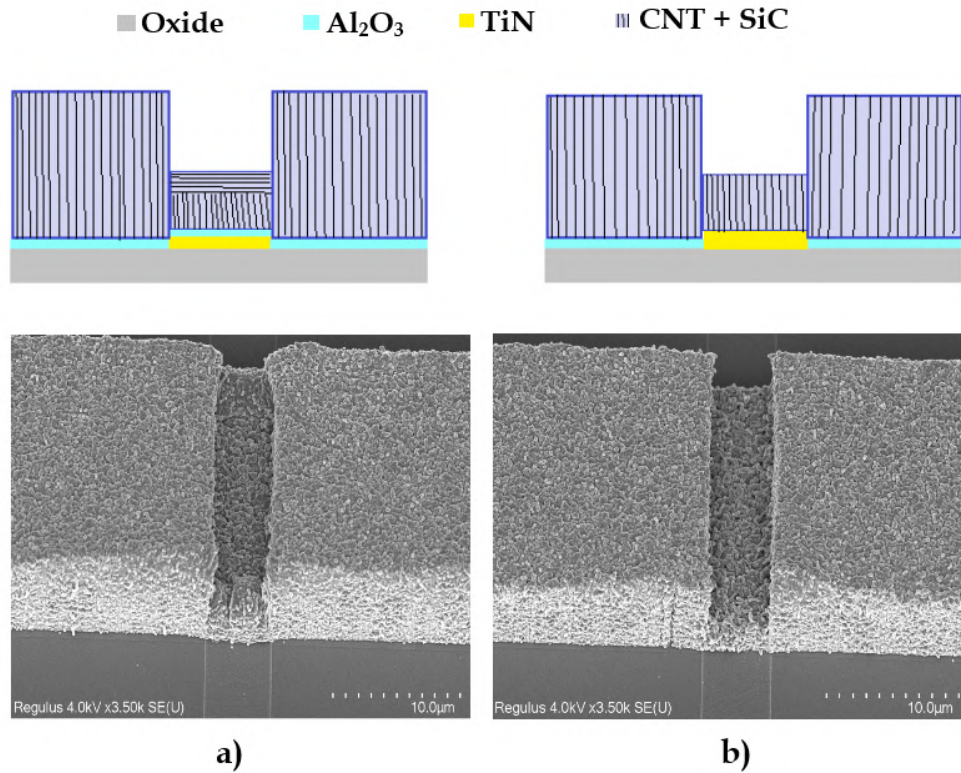 Oxide Al₂O₃ TiN CNT + SiC
Regulus 4.0kV x3.50k SE(U) 10.0μm
Regulus 4.0kV x3.50k SE(U) 10.0μm
a) b)